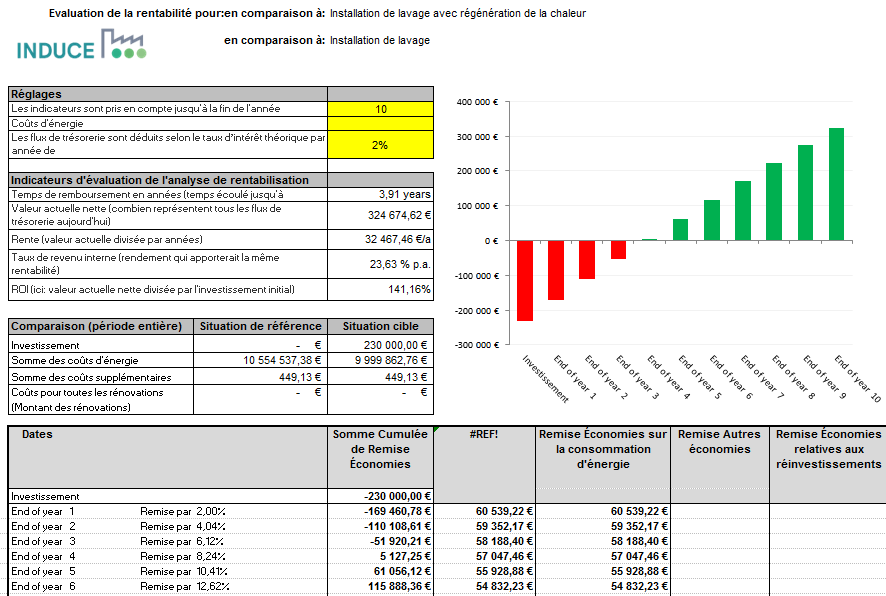 Evaluation de la rentabilité pour:en comparaison à: Installation de lavage avec régénération de la chaleur
en comparaison à: Installation de lavage
INDUCE
Réglages
Les indicateurs sont pris en compte jusqu'à la fin de l'année 10
Coûts d'énergie
Les flux de trésorerie sont déduits selon le taux d'intérêt théorique par
année de 2%
Indicateurs d'évaluation de l'analyse de rentabilisation
Temps de remboursement en années (temps écoulé jusqu'à 3,91 years
Valeur actuelle nette (combien représentent tous les flux de
trésorerie aujourd'hui) 324 674,62 €
Rente (valeur actuelle divisée par années) 32 467,46 €/a
Taux de revenu interne (rendement qui apporterait la même
rentabilité) 23,63 % p.a.
ROI (ici: valeur actuelle nette divisée par l'investissement initial) 141,16%
Comparaison (période entière) Situation de référence Situation cible
Investissement - € 230 000,00 €
Somme des coûts d'énergie 10 554 537,38 € 9 999 862,76 €
Somme des coûts supplémentaires 449,13 € 449,13 €
Coûts pour toutes les rénovations - € - €
(Montant des rénovations)
400 000 €
300 000 €
200 000 €
100 000 €
0 €
-100 000 €
-200 000 €
-300 000 €
Investissement
End of year 1
End of year 2
End of year 3
End of year 4
End of year 5
End of year 6
End of year 7
End of year 8
End of year 9
End of year 10
Dates Somme Cumulée #REF! Remise Économies sur Remise Autres Remise Économies
de Remise la consommation économies relatives aux
Économies d'énergie réinvestissements
Investissement -230 000,00 €
End of year 1 Remise par 2,00% -169 460,78 € 60 539,22 € 60 539,22 €
End of year 2 Remise par 4,04% -110 108,61 € 59 352,17 € 59 352,17 €
End of year 3 Remise par 6,12% -51 920,21 € 58 188,40 € 58 188,40 €
End of year 4 Remise par 8,24% 5 127,25 € 57 047,46 € 57 047,46 €
End of year 5 Remise par 10,41% 61 056,12 € 55 928,88 € 55 928,88 €
End of year 6 Remise par 12,62% 115 888,36 € 54 832,23 € 54 832,23 €